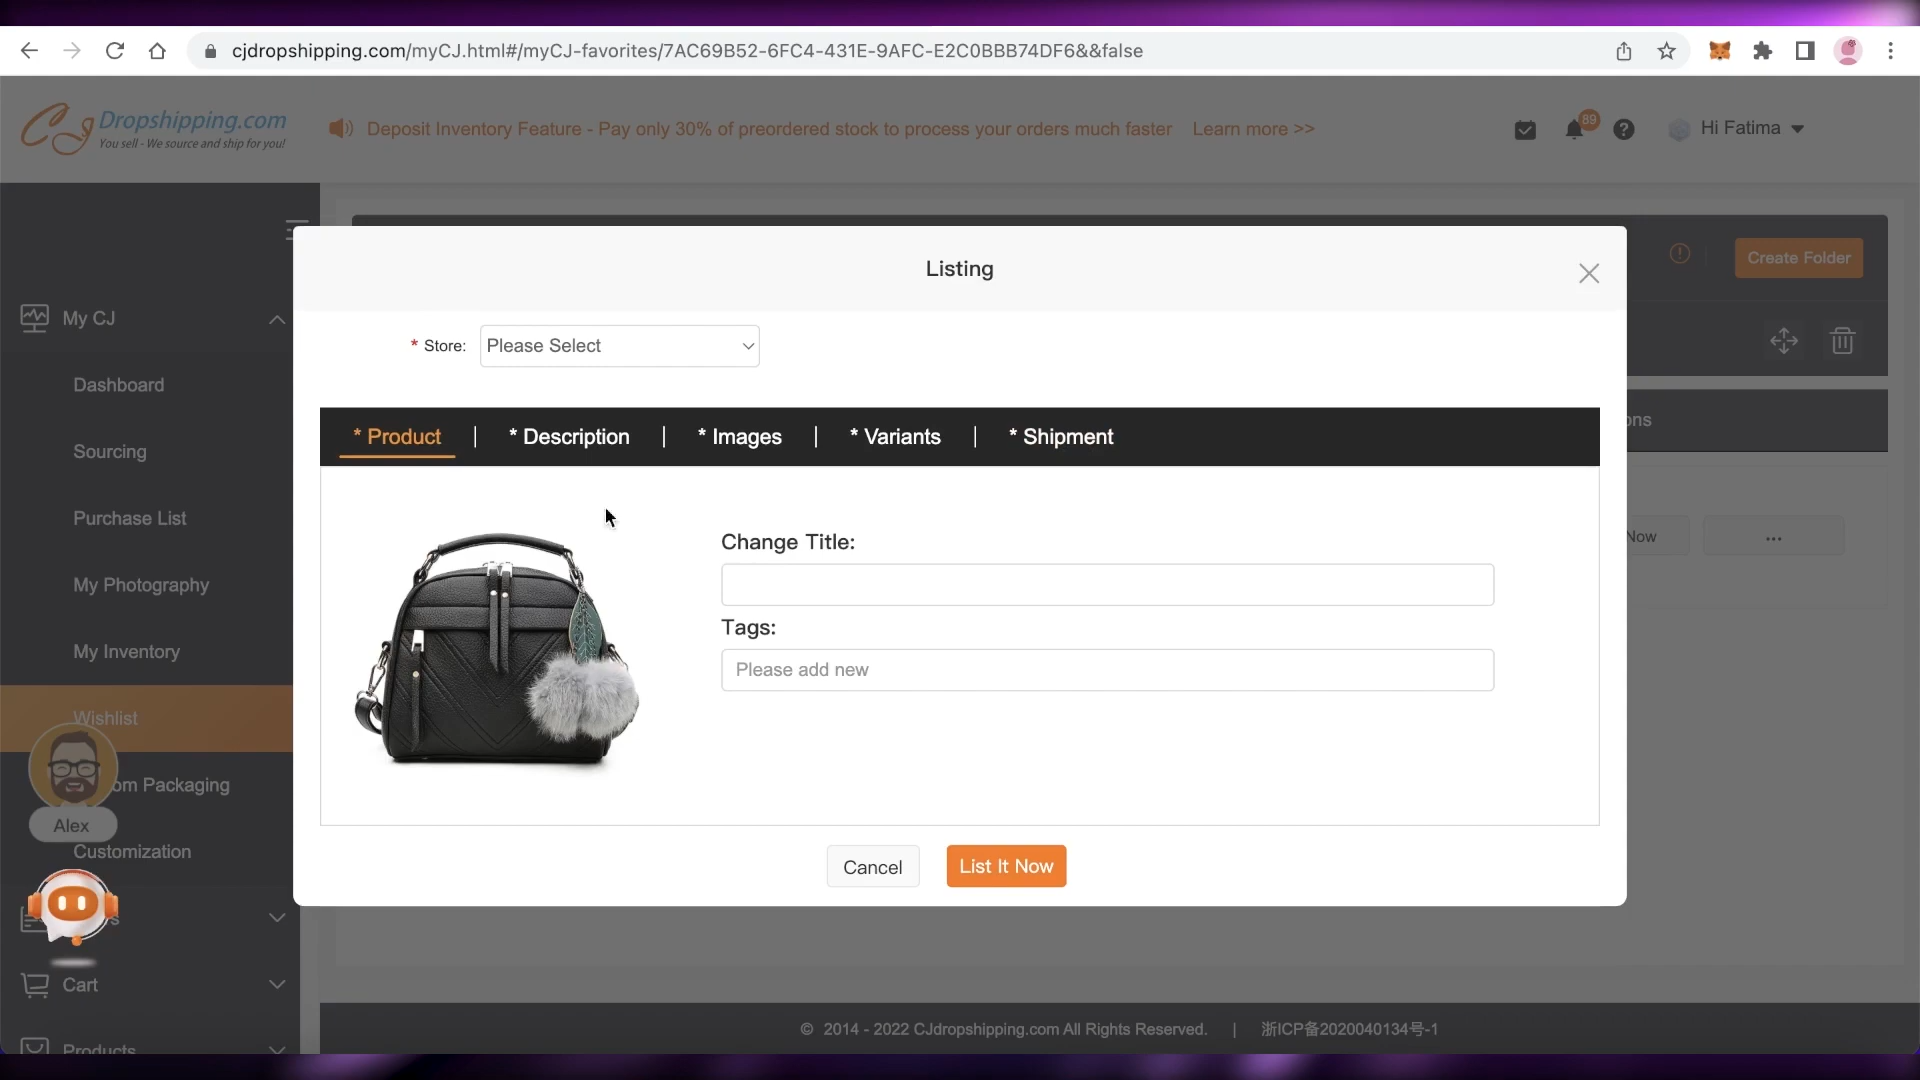 cjdropshipping.com/myCJ.html#/myCJ-favorites/7AC69B52-6FC4-431E-9AFC-E2C0BBB74DF6&&false
CJ Dropshipping.com
You sell - We source and ship for you!
Deposit Inventory Feature - Pay only 30% of preordered stock to process your orders much faster Learn more >>
89
Hi Fatima
Create Folder
Listing
My CJ
* Store: Please Select
Dashboard
Sourcing
* Product | * Description | * Images | * Variants | * Shipment
Purchase List
Change Title:
Now
...
My Photography
Tags:
My Inventory
Please add new
Wishlist
Packaging
Alex
Customization
Cancel
List It Now
Cart
Products
© 2014 - 2022 CJdropshipping.com All Rights Reserved. | 浙ICP备2020040134号-1